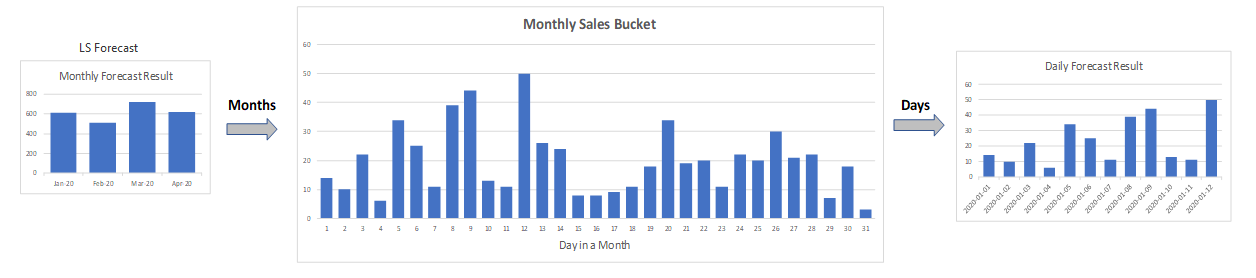 LS Forecast
Monthly Forecast Result
800
600
400
200
0
Jan-20 Feb-20 Mar-20 Apr 20
Months
Monthly Sales Bucket
60
50
40
30
20
10
0
1 2 3 4 5 6 7 8 9 10 11 12 13 14 15 16 17 18 19 20 21 22 23 24 25 26 27 28 29 30 31
Day in a Month
Days
Daily Forecast Result
60
50
40
30
20
10
0
2020-01-01 2020-01-02 2020-01-03 2020-01-04 2020-01-05 2020-01-06 2020-01-07 2020-01-08 2020-01-09 2020-01-10 2020-01-11 2020-01-12